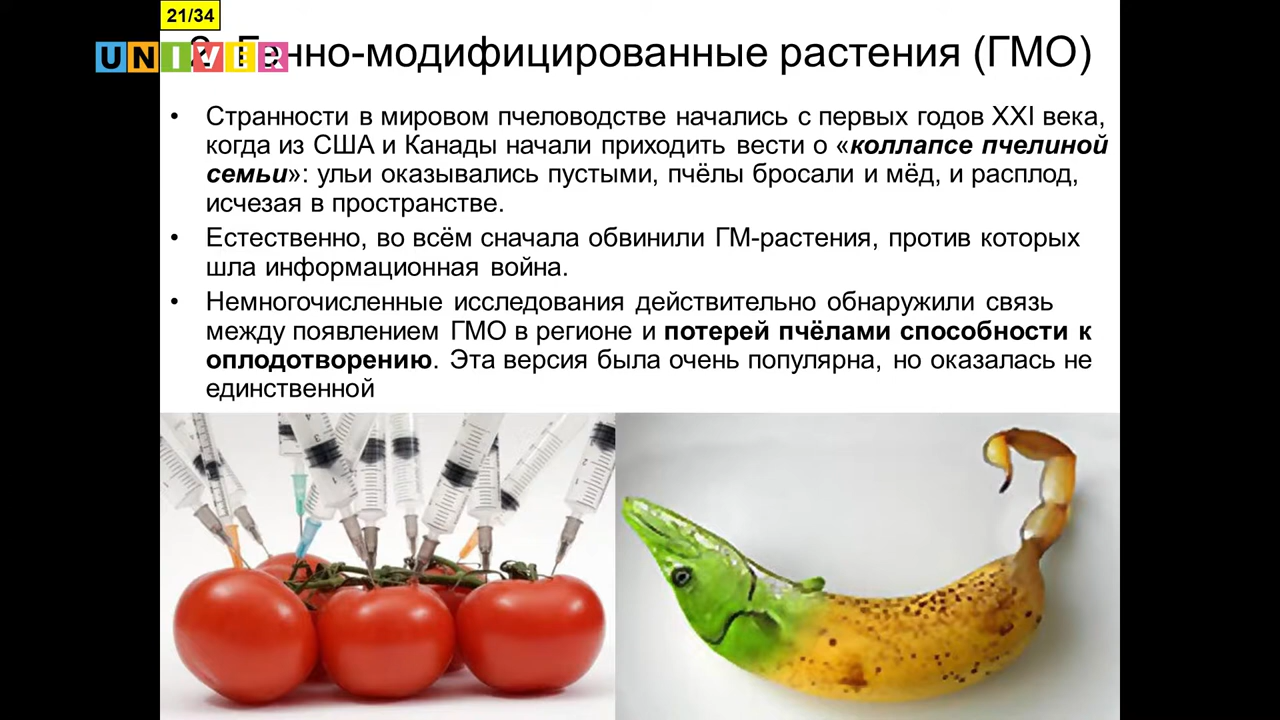 21/34
UNIVER
2. Генно-модифицированные растения (ГМО)
• Странности в мировом пчеловодстве начались с первых годов XXI века,
когда из США и Канады начали приходить вести о «коллапсе пчелиной
семьи»: ульи оказывались пустыми, пчёлы бросали и мёд, и расплод,
исчезая в пространстве.
• Естественно, во всём сначала обвинили ГМ-растения, против которых
шла информационная война.
• Немногочисленные исследования действительно обнаружили связь
между появлением ГМО в регионе и потерей пчёлами способности к
оплодотворению. Эта версия была очень популярна, но оказалась не
единственной